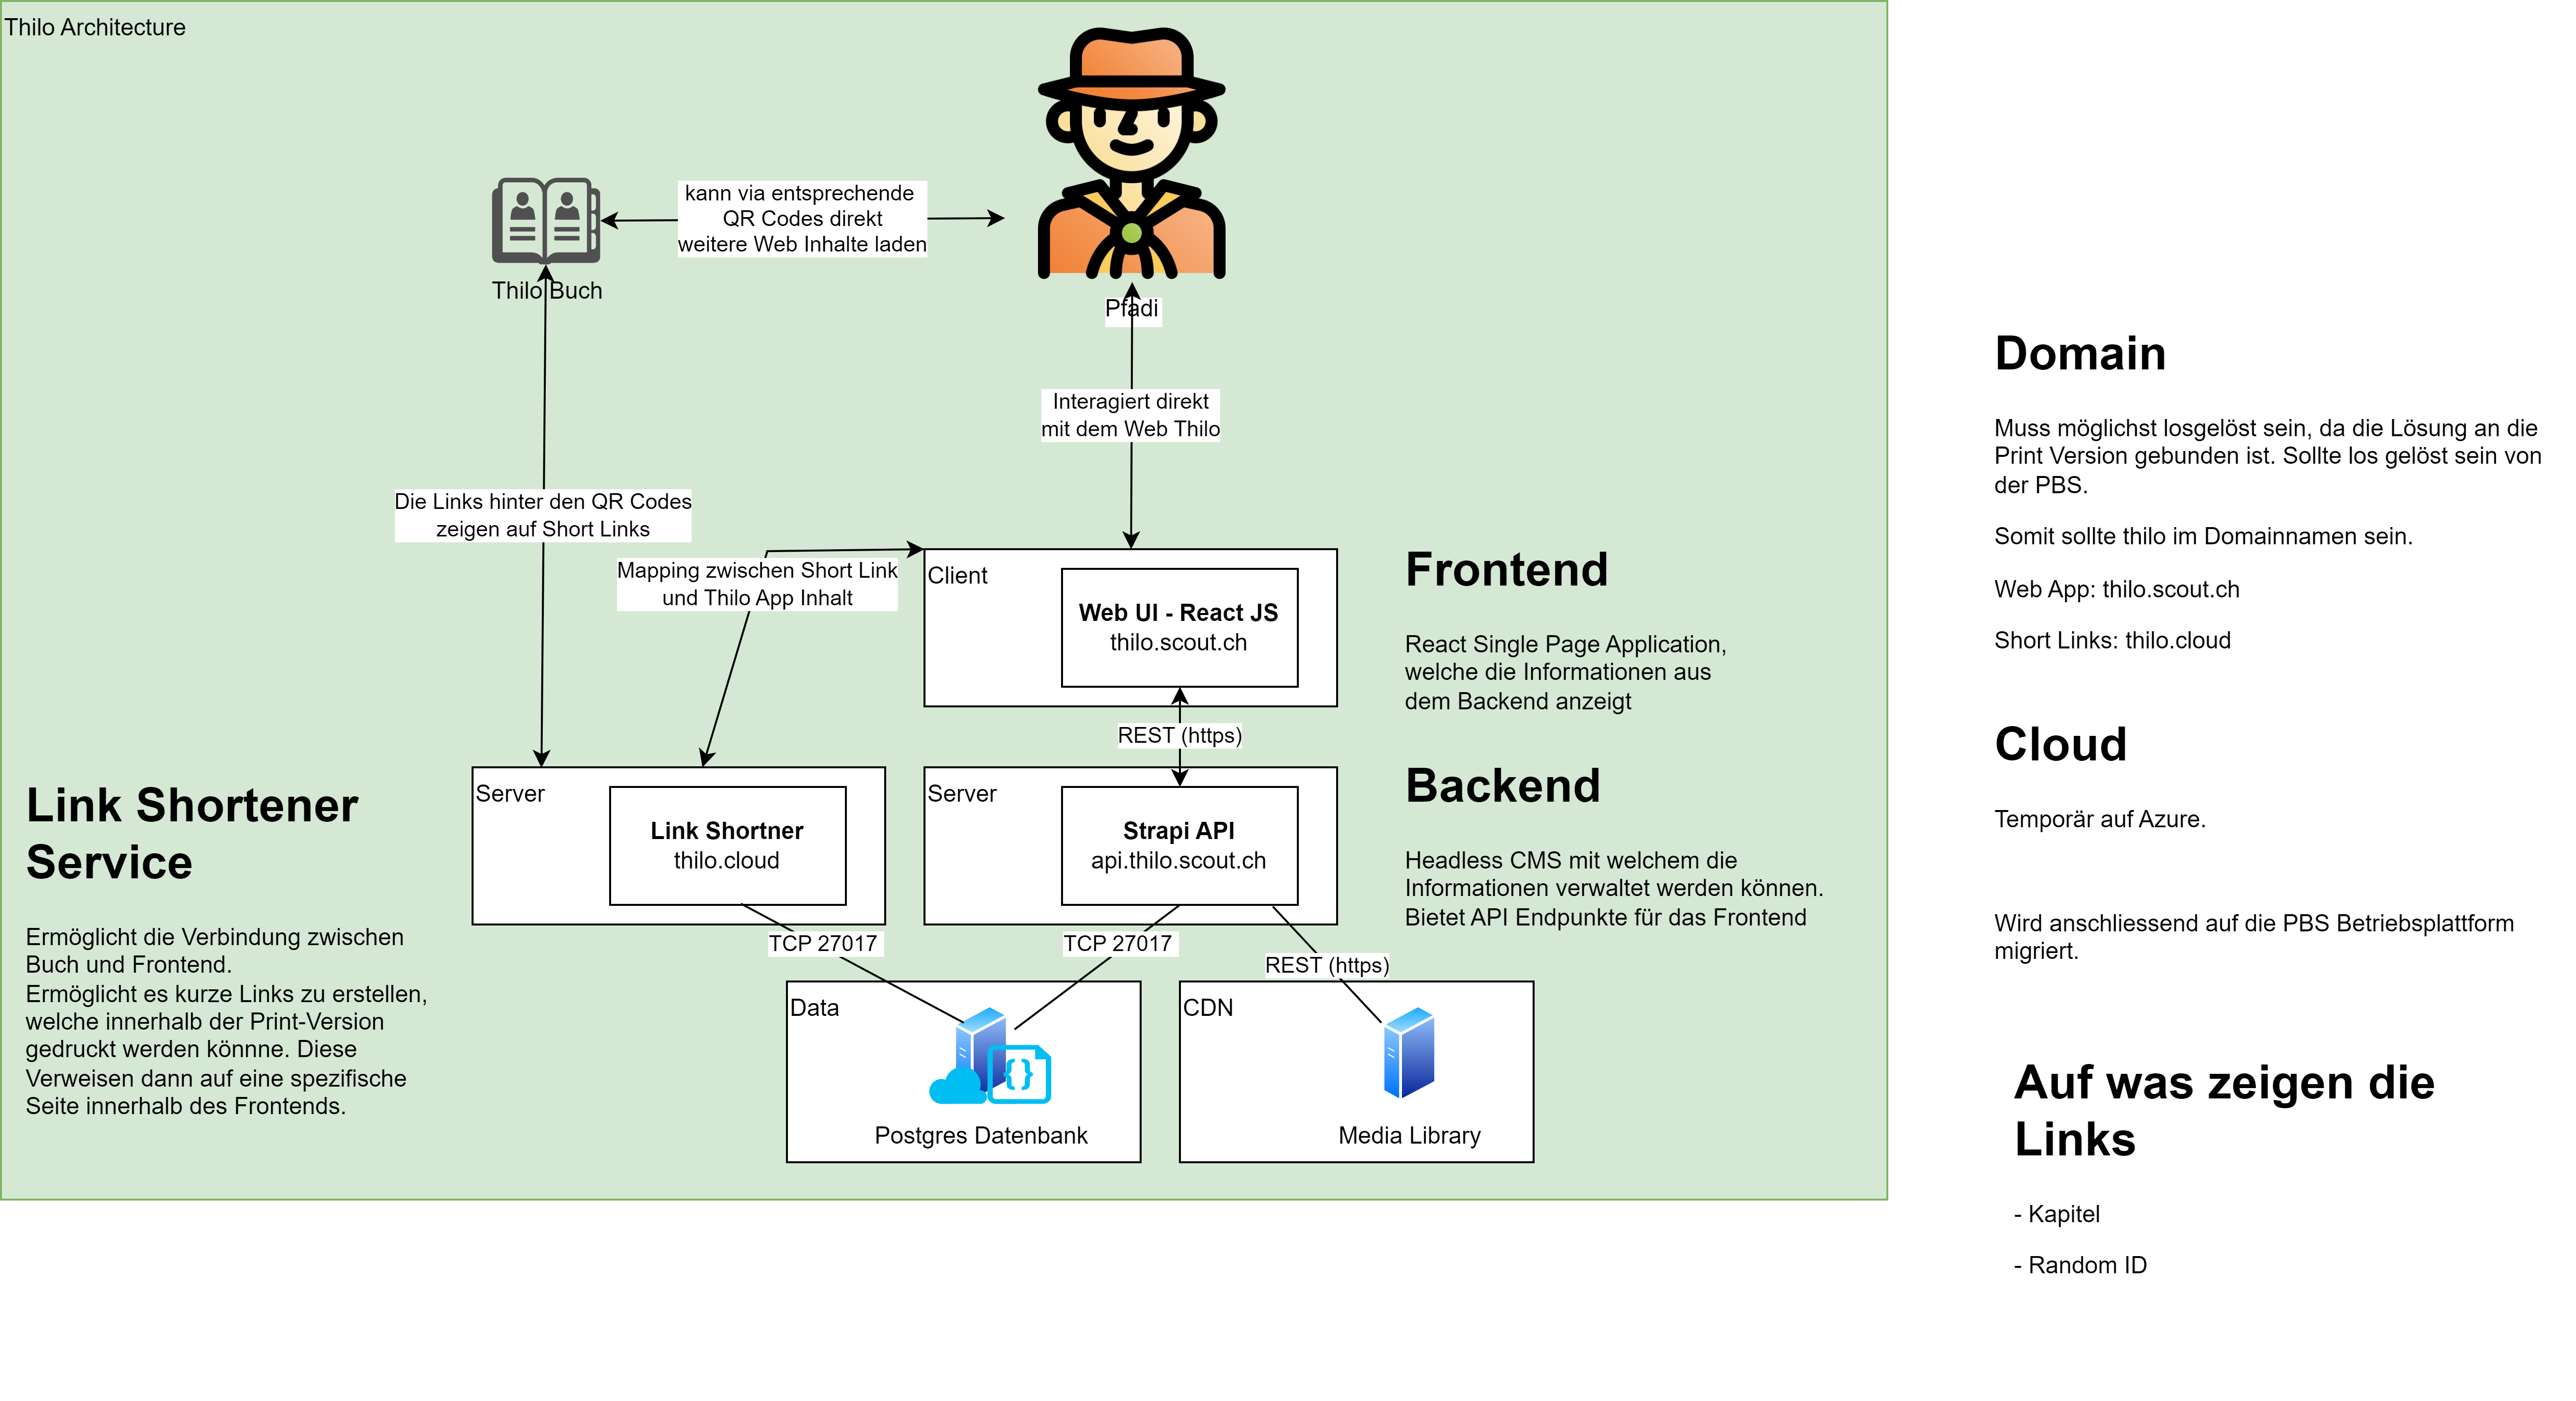 Thilo Architecture
kann via entsprechende
QR Codes direkt
weitere Web Inhalte laden
Thilo Buch
Pfadi
Interagiert direkt
mit dem Web Thilo
Die Links hinter den QR Codes
zeigen auf Short Links
Mapping zwischen Short Link
und Thilo App Inhalt
Client
Web UI - React JS
thilo.scout.ch
Frontend
React Single Page Application,
welche die Informationen aus
dem Backend anzeigt
REST (https)
Link Shortener
Service
Ermöglicht die Verbindung zwischen
Buch und Frontend.
Ermöglicht es kurze Links zu erstellen,
welche innerhalb der Print-Version
gedruckt werden könnne. Diese
Verweisen dann auf eine spezifische
Seite innerhalb des Frontends.
Server
Link Shortner
thilo.cloud
Server
Strapi API
api.thilo.scout.ch
Backend
Headless CMS mit welchem die
Informationen verwaltet werden können.
Bietet API Endpunkte für das Frontend
TCP 27017
TCP 27017
REST (https)
Data
Postgres Datenbank
CDN
Media Library
Domain
Muss möglichst losgelöst sein, da die Lösung an die
Print Version gebunden ist. Sollte los gelöst sein von
der PBS.
Somit sollte thilo im Domainnamen sein.
Web App: thilo.scout.ch
Short Links: thilo.cloud
Cloud
Temporär auf Azure.
Wird anschliessend auf die PBS Betriebsplattform
migriert.
Auf was zeigen die
Links
- Kapitel
- Random ID